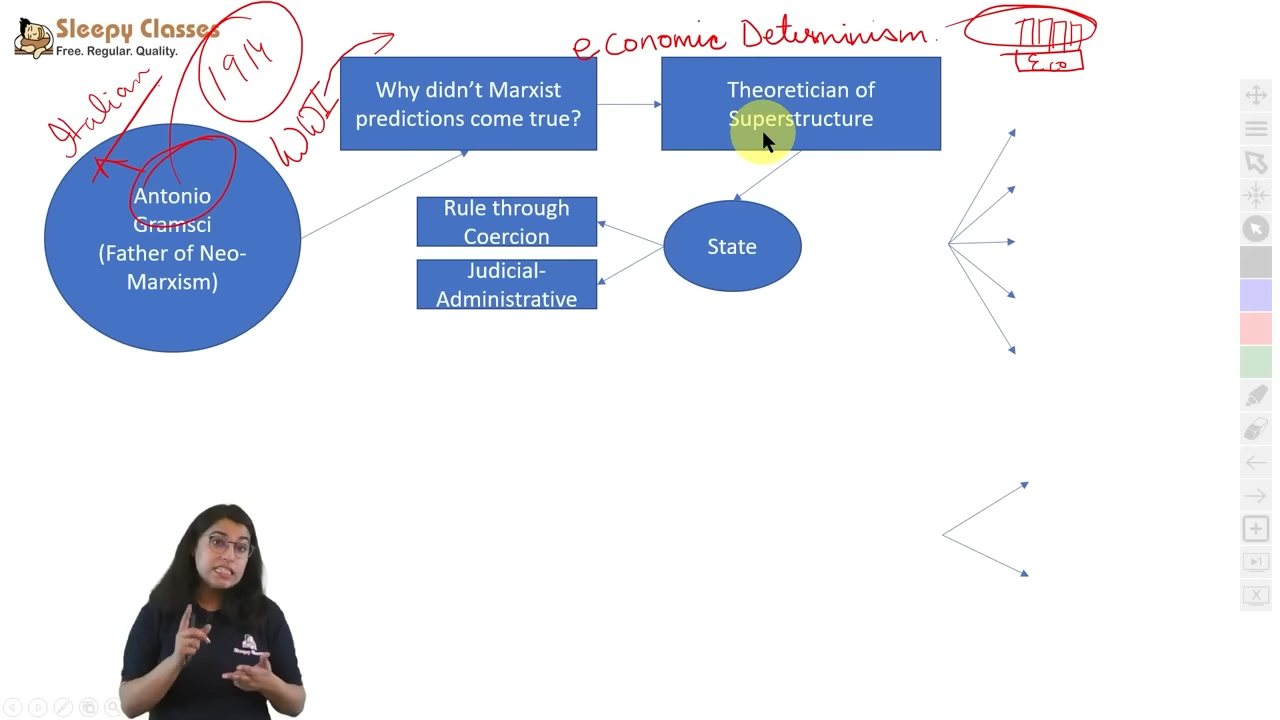 Sleepy Classes
Free. Regular. Quality.
1914
Italian
WWI
economic Determinism.
Eco
Why didn't Marxist
predictions come true?
Theoretician of
Superstructure
Antonio
Gramsci
(Father of Neo-
Marxism)
Rule through
Coercion
Judicial-
Administrative
State